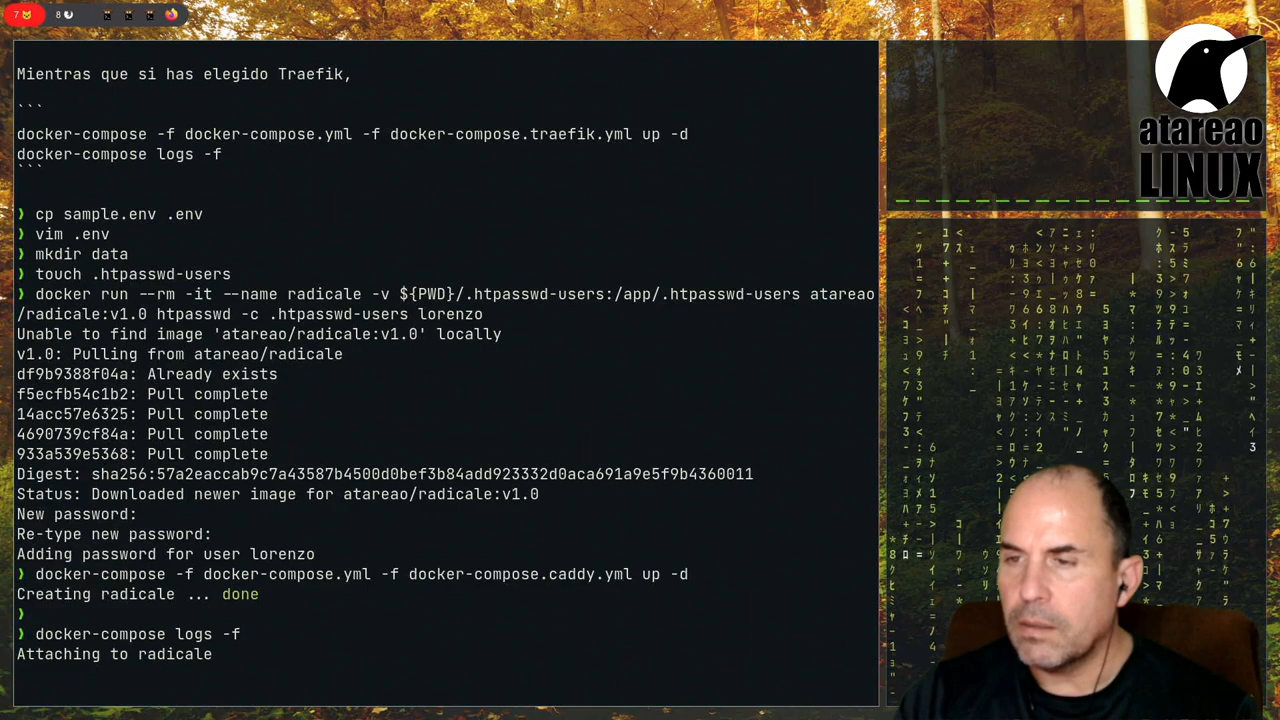 7
8
Mientras que si has elegido Traefik,
```
docker-compose -f docker-compose.yml -f docker-compose.traefik.yml up -d
docker-compose logs -f
```
❯ cp sample.env .env
❯ vim .env
❯ mkdir data
❯ touch .htpasswd-users
❯ docker run --rm -it --name radicale -v ${PWD}/.htpasswd-users:/app/.htpasswd-users atareao
/radicale:v1.0 htpasswd -c .htpasswd-users lorenzo
Unable to find image 'atareao/radicale:v1.0' locally
v1.0: Pulling from atareao/radicale
df9b9388f04a: Already exists
f5ecfb54c1b2: Pull complete
14acc57e6325: Pull complete
4690739cf84a: Pull complete
933a539e5368: Pull complete
Digest: sha256:57a2eaccab9c7a43587b4500d0bef3b84add923332d0aca691a9e5f9b4360011
Status: Downloaded newer image for atareao/radicale:v1.0
New password:
Re-type new password:
Adding password for user lorenzo
❯ docker-compose -f docker-compose.yml -f docker-compose.caddy.yml up -d
Creating radicale ... done
❯
❯ docker-compose logs -f
Attaching to radicale
atareao
LINUX